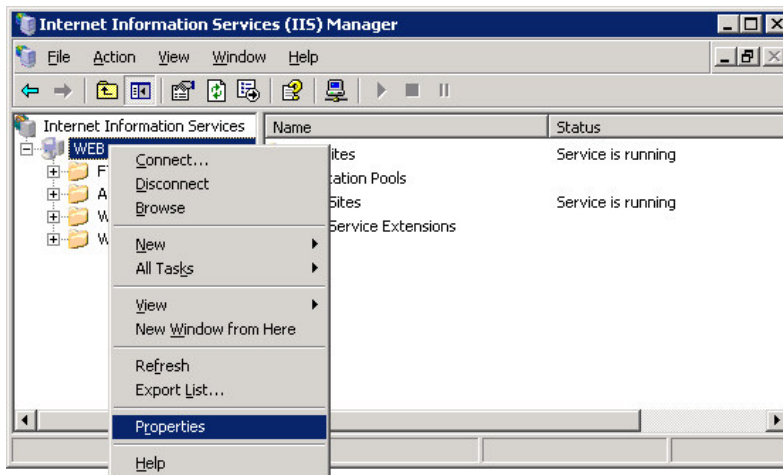 Internet Information Services (IIS) Manager
File Action View Window Help
Internet Information Services Name Status
WEB
Connect...
Disconnect
Browse
New
All Tasks
View
New Window from Here
Refresh
Export List...
Properties
Help
F
A
W
W
ites Service is running
ation Pools
Sites Service is running
Service Extensions